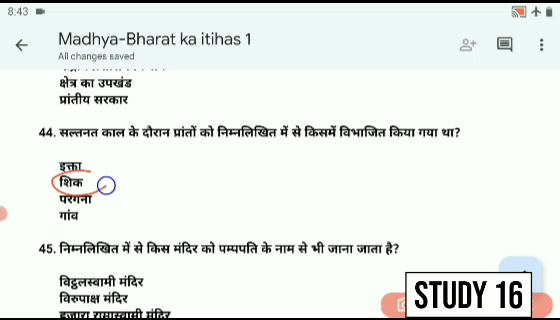 8:43
Madhya-Bharat ka itihas 1
All changes saved
क्षेत्र का उपखंड
प्रांतीय सरकार
44. सल्तनत काल के दौरान प्रांतों को निम्नलिखित में से किसमें विभाजित किया गया था?
इक्ता
शिक
परगना
गांव
45. निम्नलिखित में से किस मंदिर को पम्पपति के नाम से भी जाना जाता है?
विट्ठलस्वामी मंदिर
विरुपाक्ष मंदिर
हजारा रामास्वामी मंदिर
STUDY 16